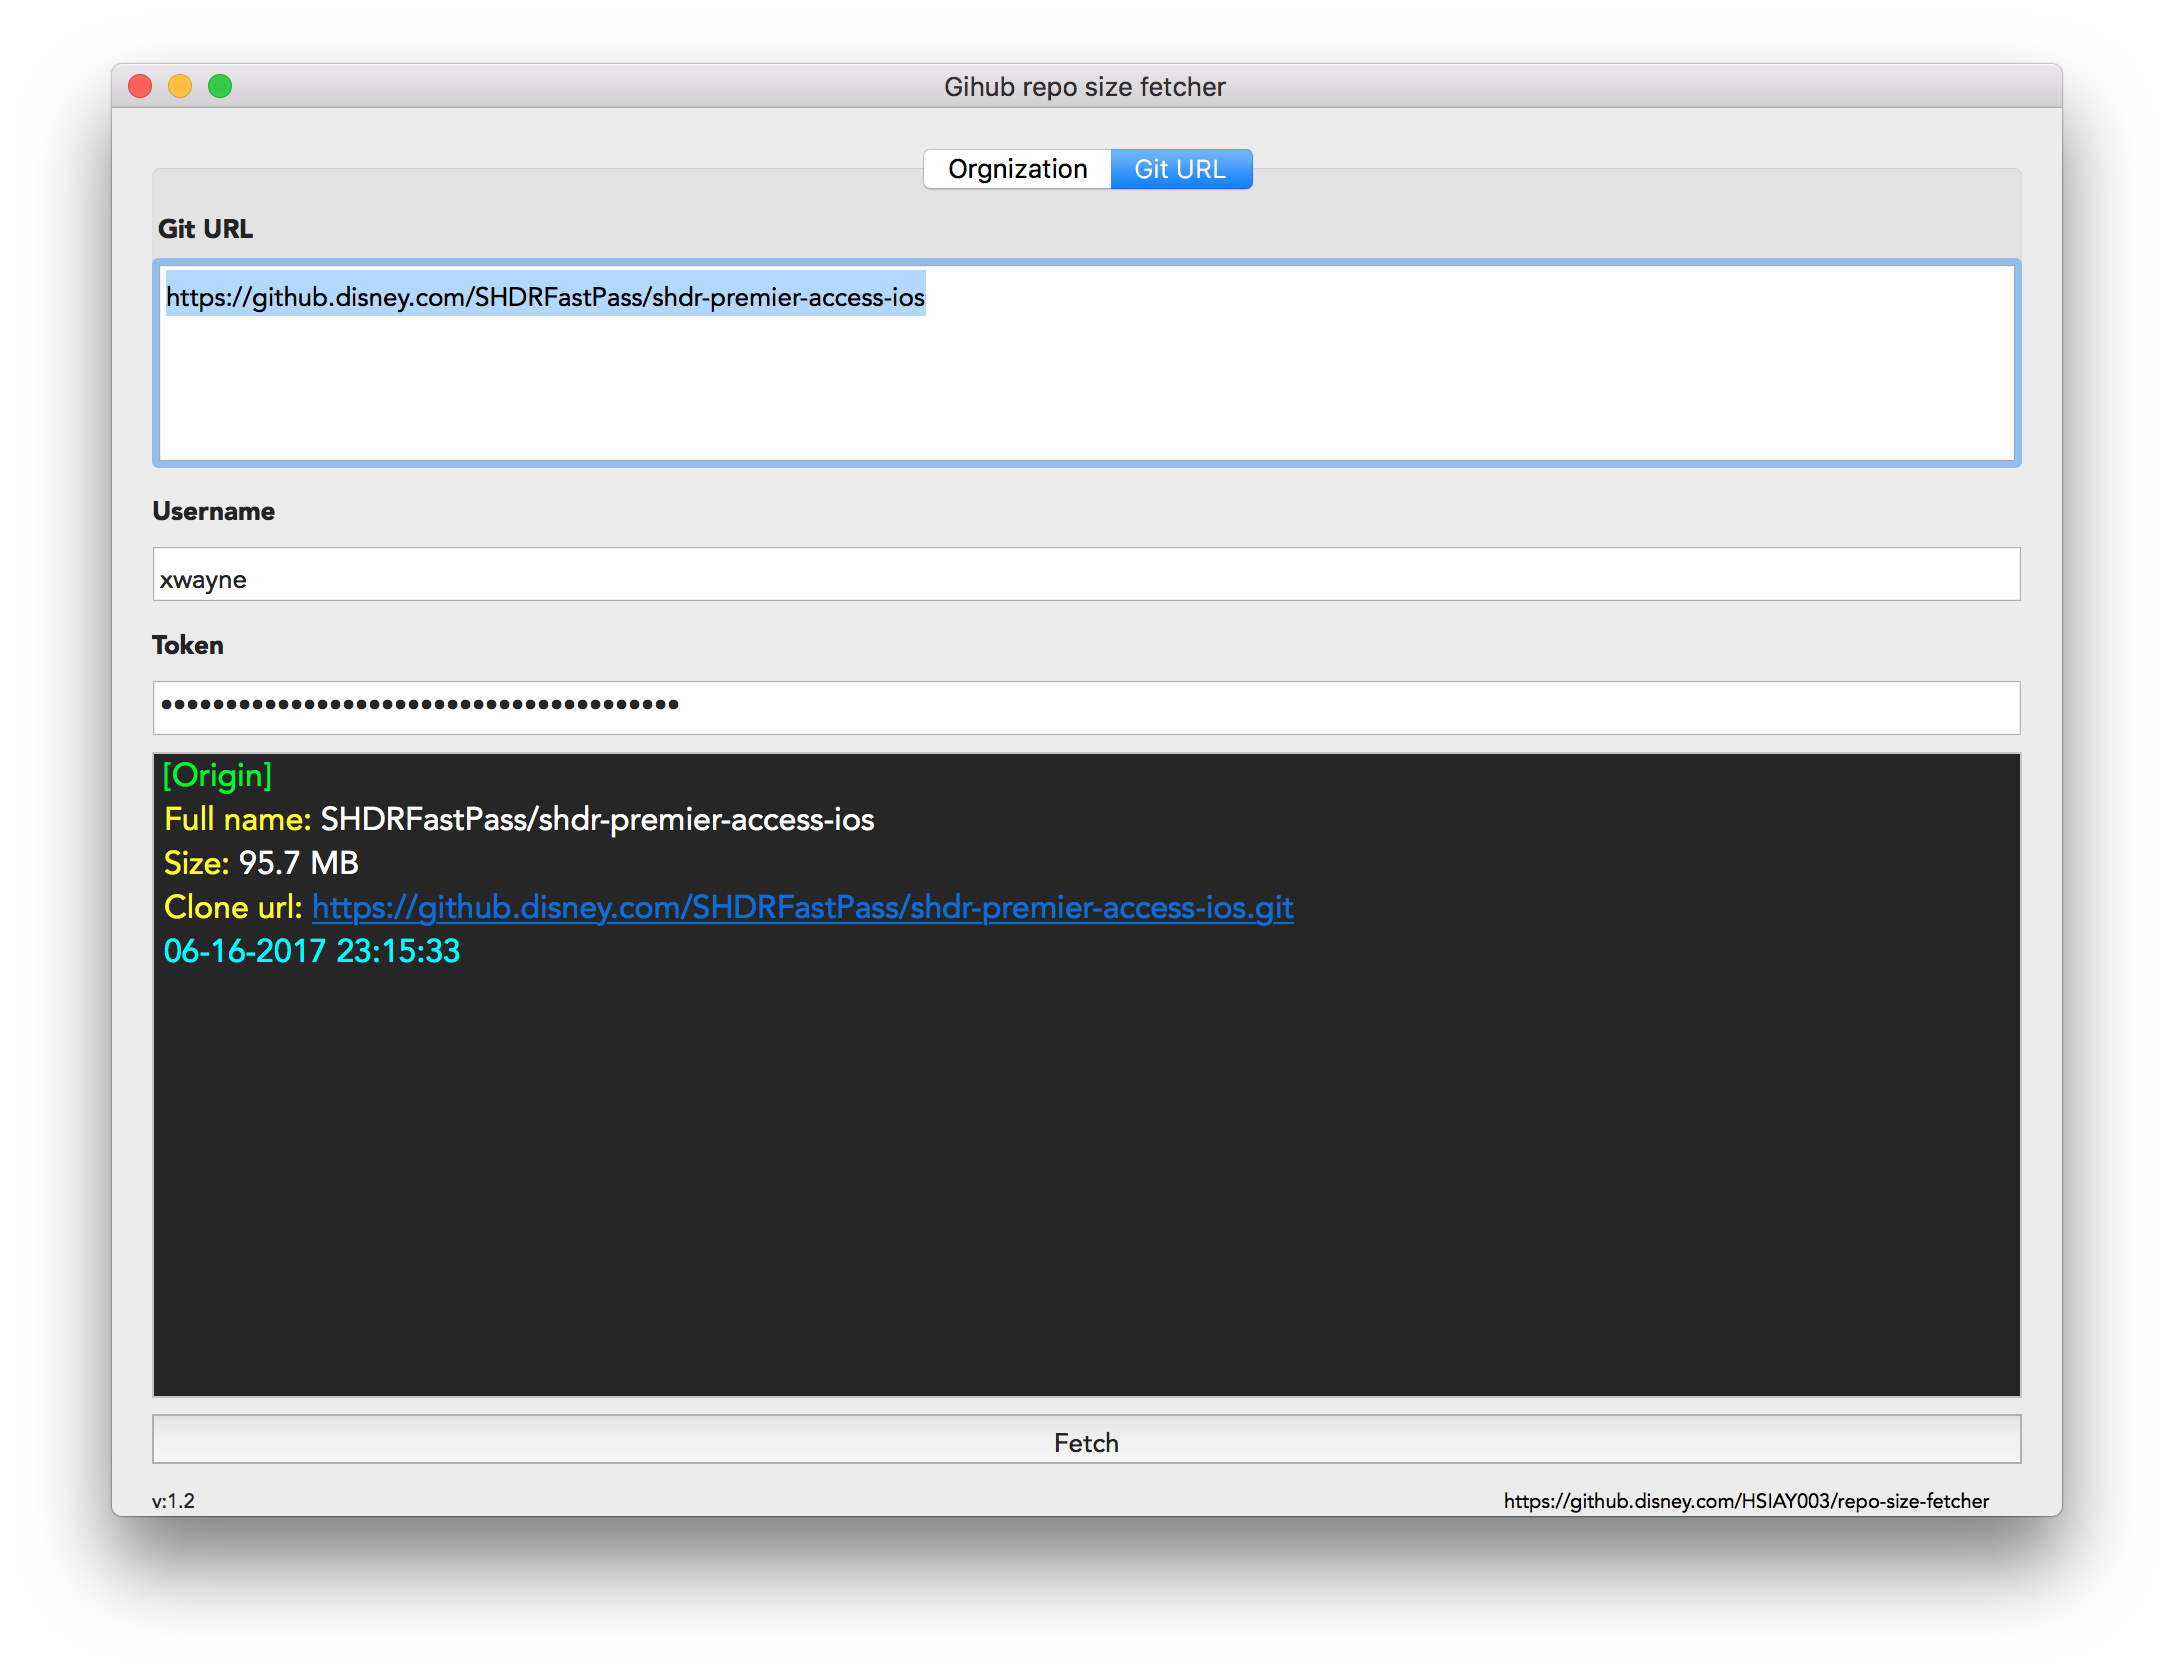 Gihub repo size fetcher
Orgnization Git URL
Git URL
https://github.disney.com/SHDRFastPass/shdr-premier-access-ios
Username
xwayne
Token
••••••••••••••••••••••••••••••••••••••••
[Origin]
Full name: SHDRFastPass/shdr-premier-access-ios
Size: 95.7 MB
Clone url: https://github.disney.com/SHDRFastPass/shdr-premier-access-ios.git
06-16-2017 23:15:33
Fetch
v:1.2 https://github.disney.com/HSIAY003/repo-size-fetcher